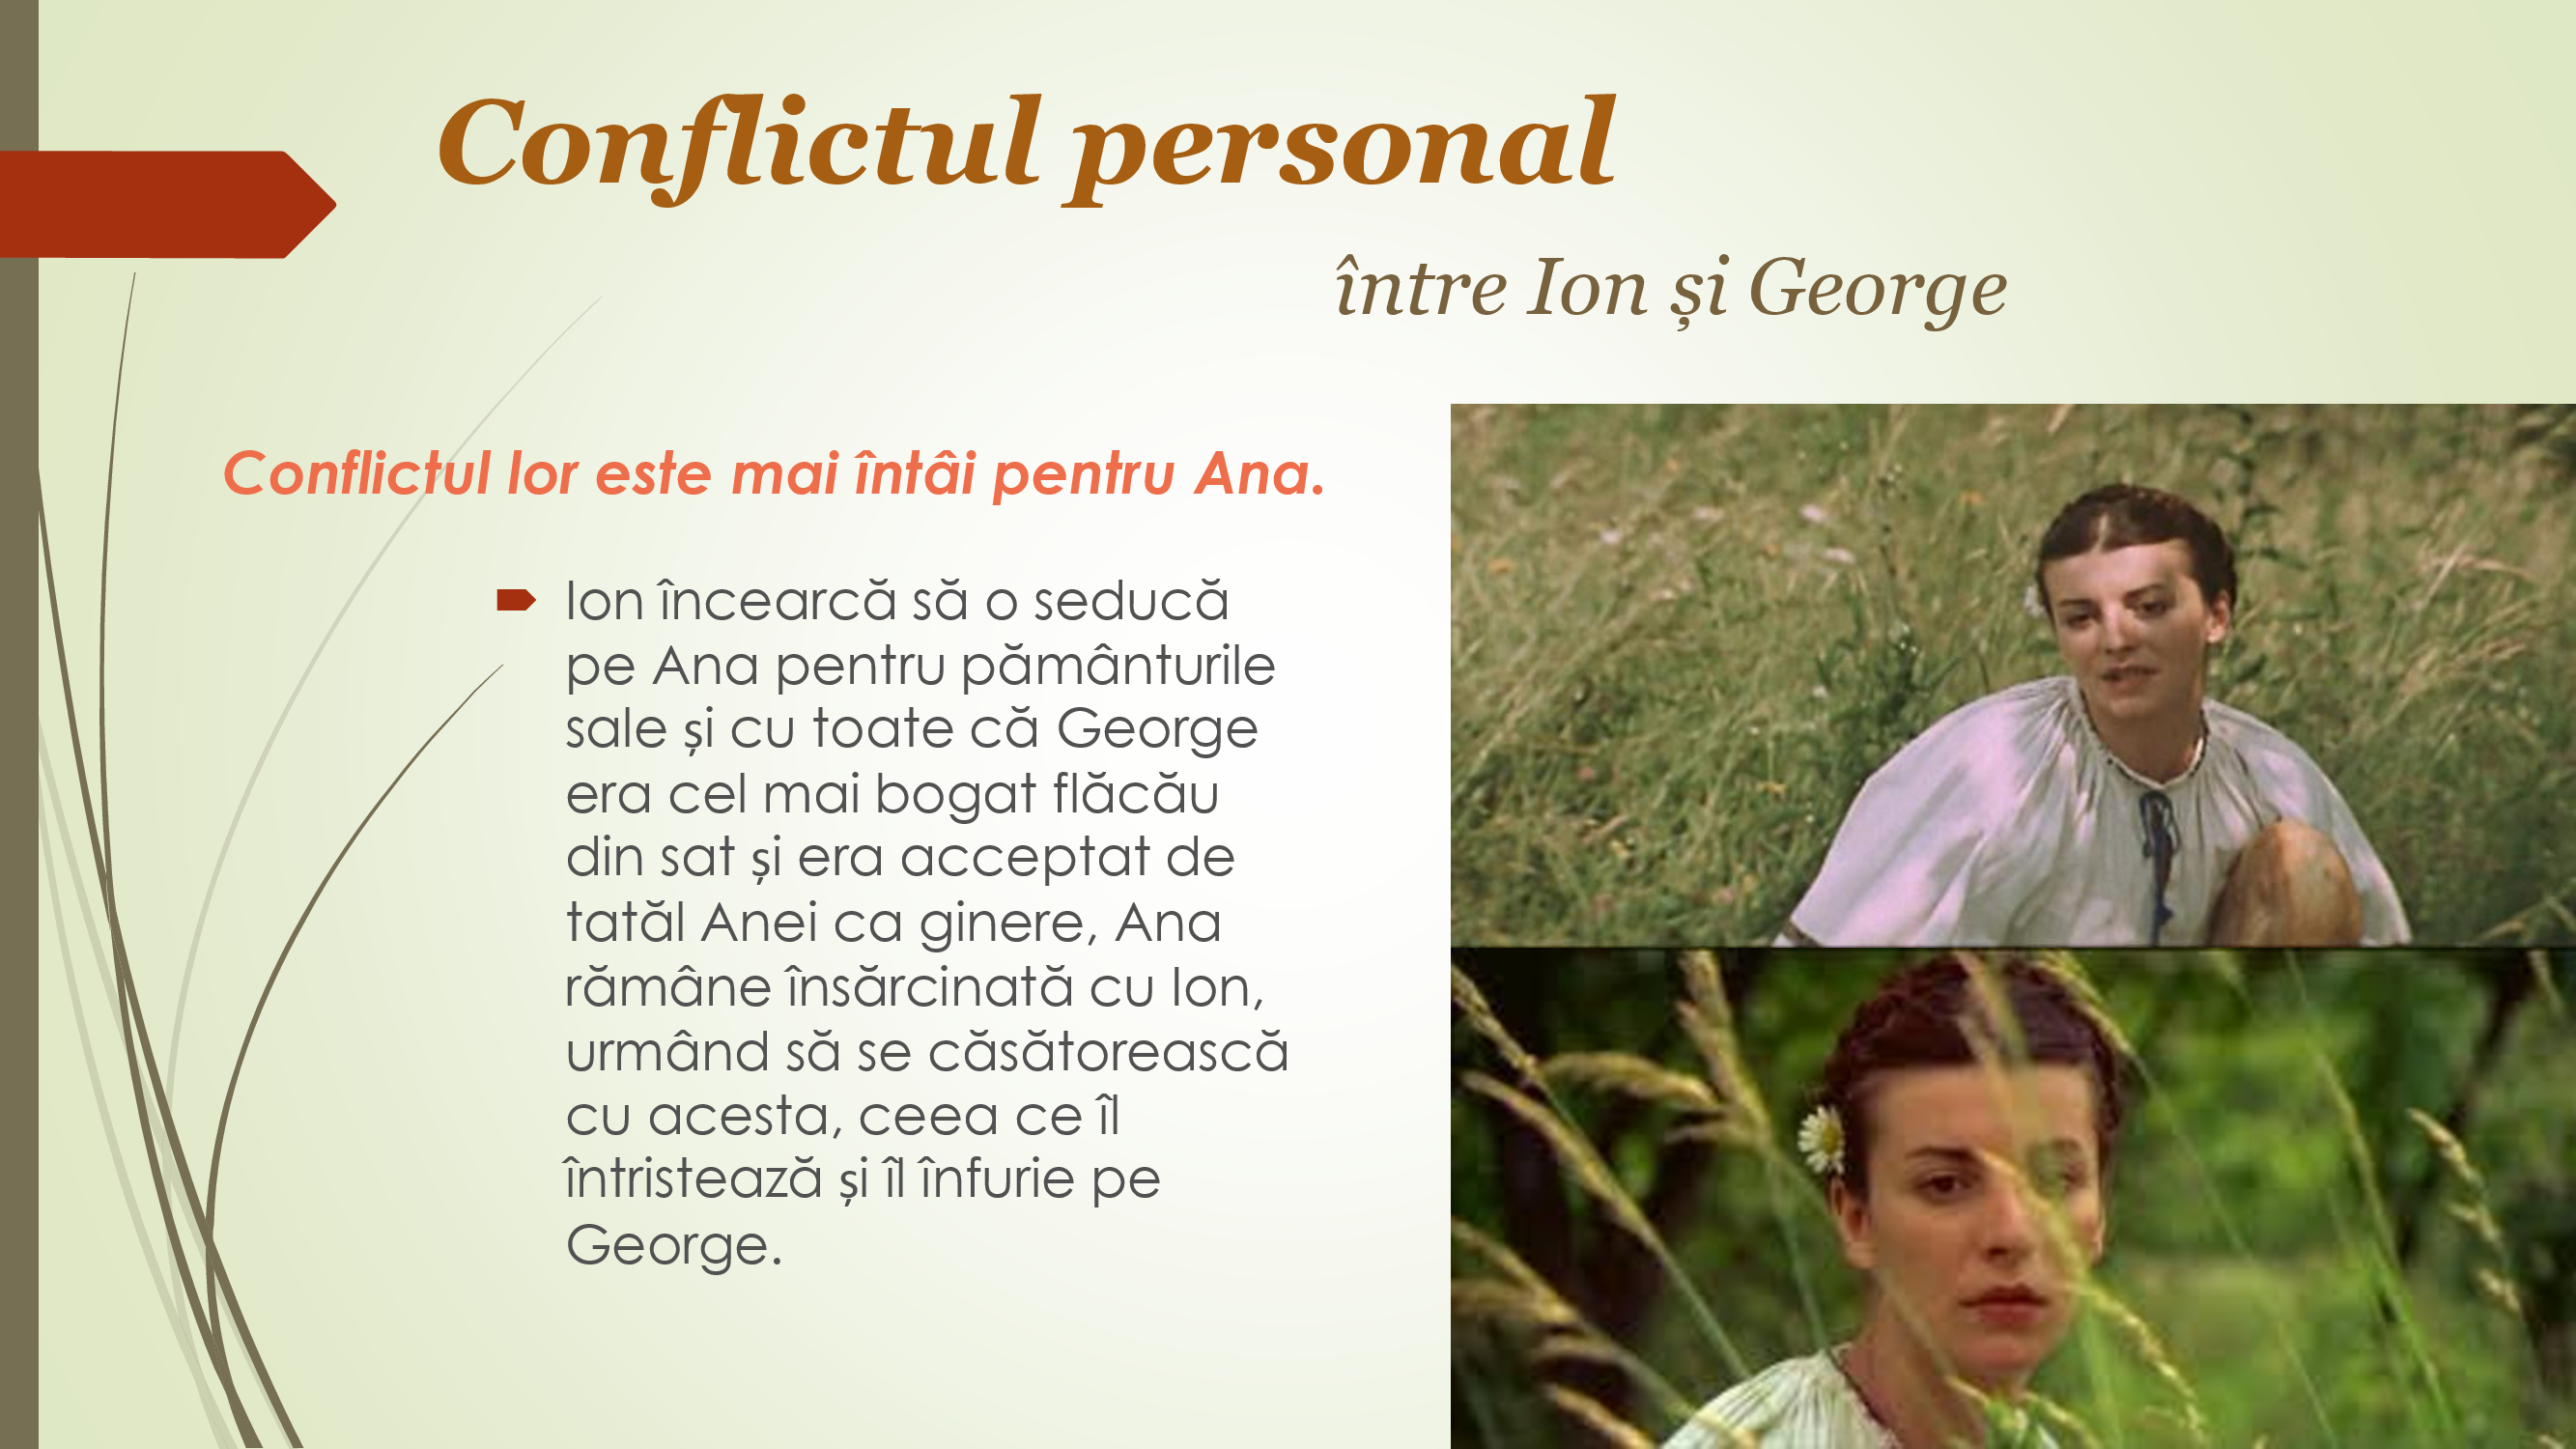 Conflictul personal
între Ion și George
Conflictul lor este mai întâi pentru Ana.
Ion încearcă să o seducă
pe Ana pentru pământurile
sale și cu toate că George
era cel mai bogat flăcău
din sat și era acceptat de
tatăl Anei ca ginere, Ana
rămâne însărcinată cu Ion,
urmând să se căsătorească
cu acesta, ceea ce îl
întristează și îl înfurie pe
George.